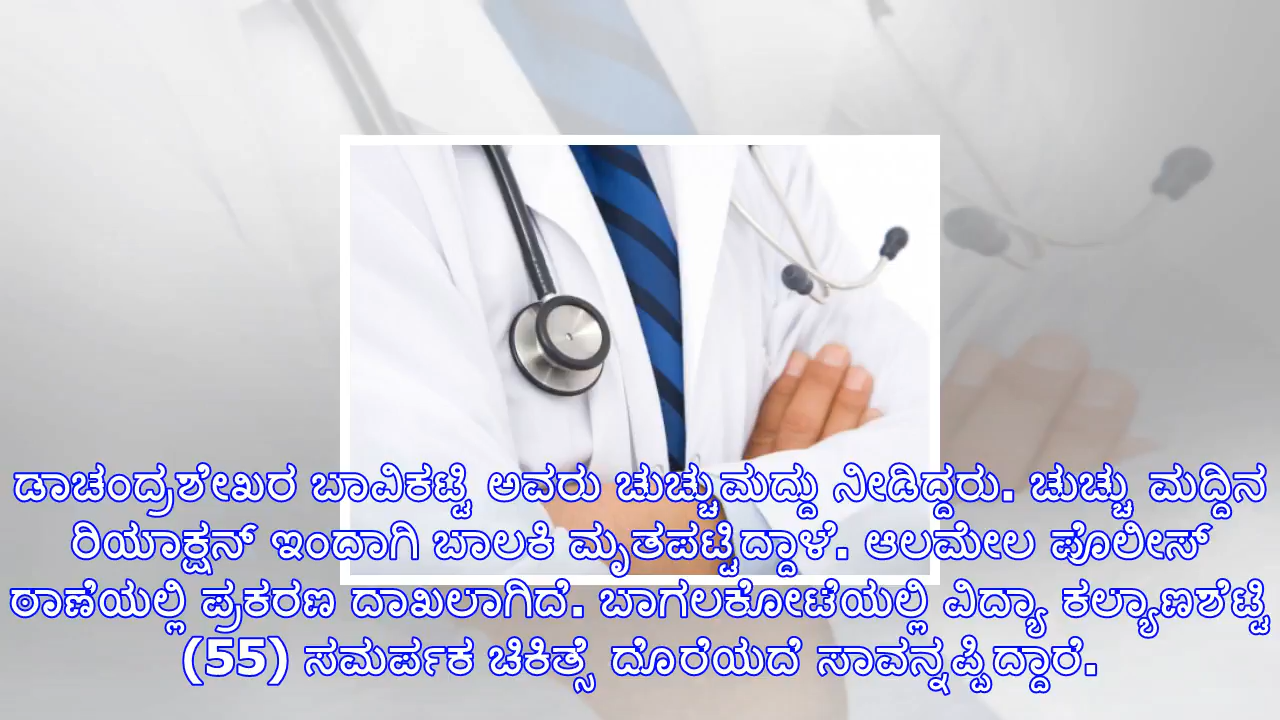 ಡಾಚಂದ್ರಶೇಖರ ಬಾವಿಕಟ್ಟಿ ಅವರು ಚುಚ್ಚುಮದ್ದು ನೀಡಿದ್ದರು. ಚುಚ್ಚು ಮದ್ದಿನ
ರಿಯಾಕ್ಷನ್ ಇಂದಾಗಿ ಬಾಲಕಿ ಮೃತಪಟ್ಟಿದ್ದಾಳೆ. ಆಲಮೇಲ ಪೊಲೀಸ್
ಠಾಣೆಯಲ್ಲಿ ಪ್ರಕರಣ ದಾಖಲಾಗಿದೆ. ಬಾಗಲಕೋಟೆಯಲ್ಲಿ ವಿದ್ಯಾ ಕಲ್ಯಾಣಶೆಟ್ಟಿ
(55) ಸಮರ್ಪಕ ಚಿಕಿತ್ಸೆ ದೊರೆಯದೆ ಸಾವನ್ನಪ್ಪಿದ್ದಾರೆ.